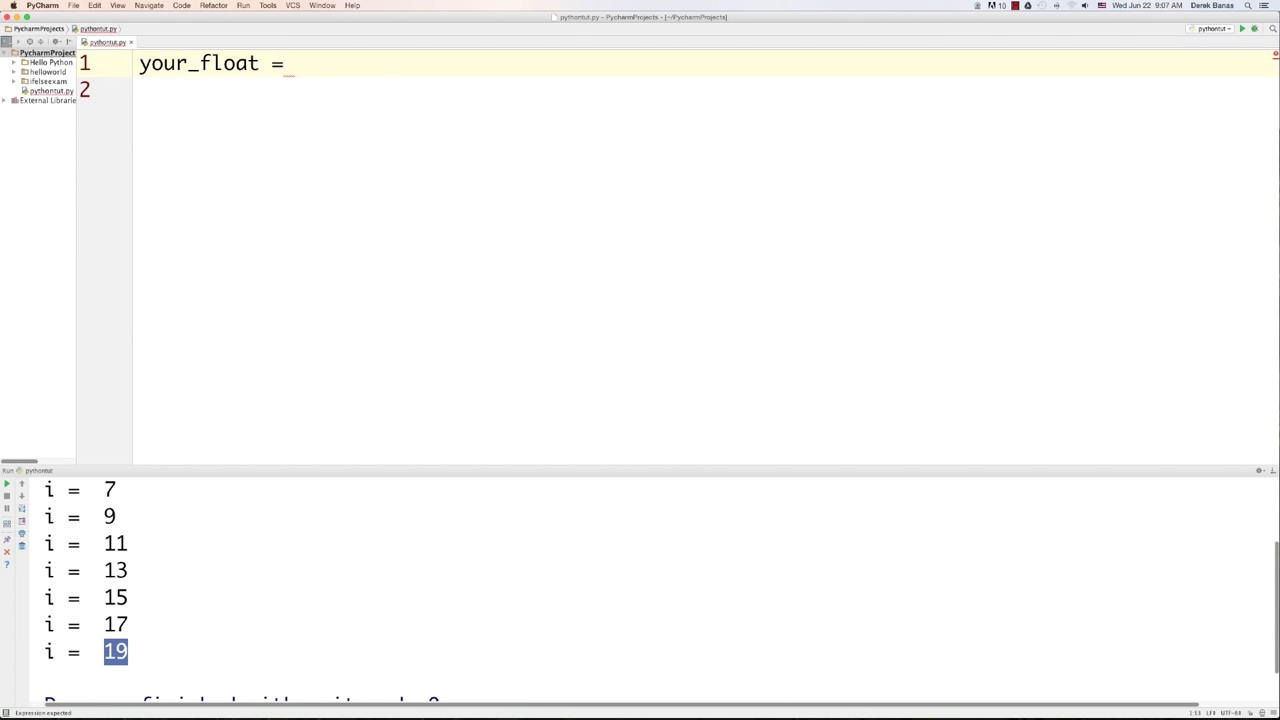 PyCharm File Edit View Navigate Code Refactor Run Tools VCS Window Help 10 Wed Jun 22 9:07 AM Derek Banas
pythontut.py - PycharmProjects - [~/PycharmProjects]
PycharmProjects pythontut.py pythontut
pythontut.py
PycharmProject
Hello Python
helloworld
ifelseexam
pythontut.py
External Librarie
1 your_float =
2
Run pythontut
i = 7
i = 9
i = 11
i = 13
i = 15
i = 17
i = 19
Expression expected 1:13 LF÷ UTF-8÷